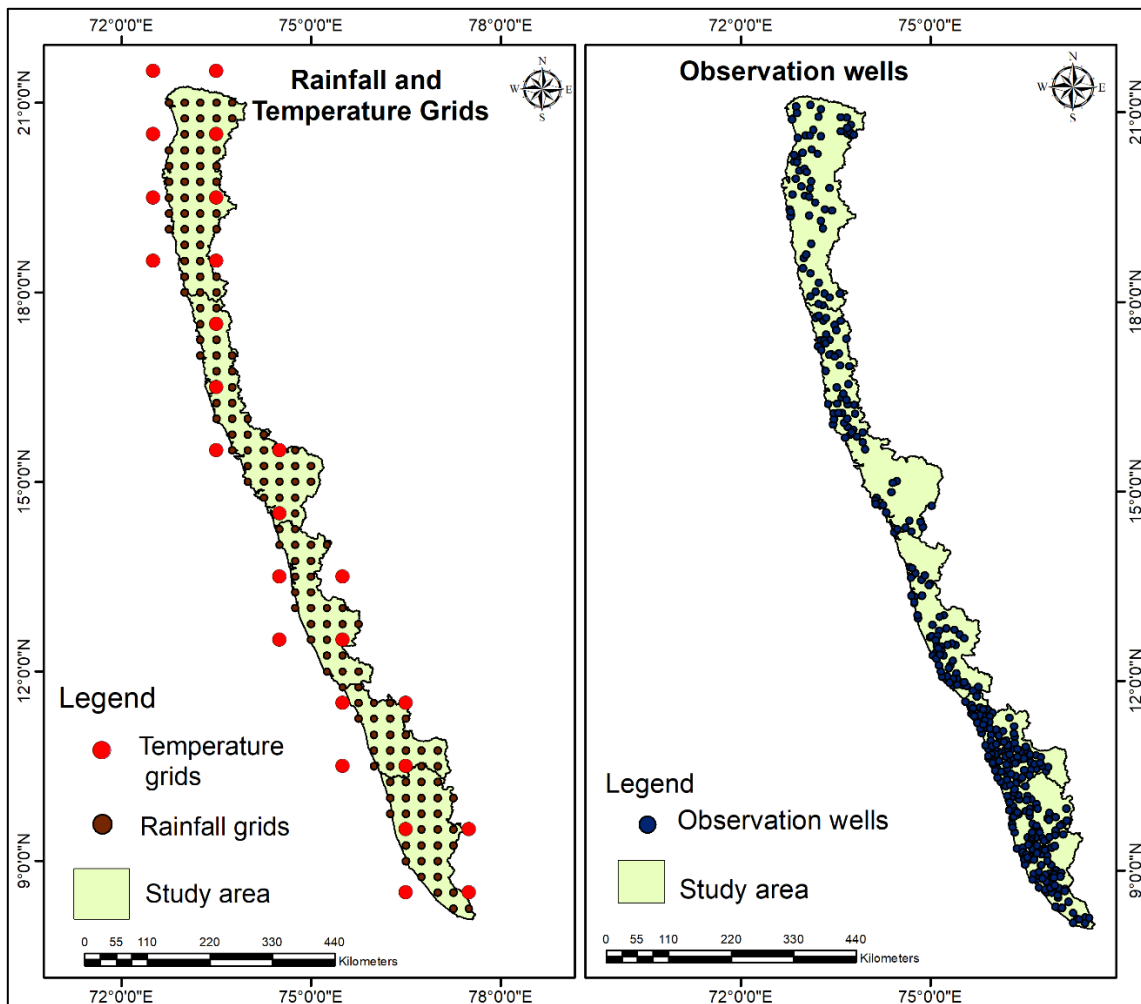 72°0'0"E 75°0'0"E 78°0'0"E
72°0'0"E 75°0'0"E
Rainfall and
Temperature Grids
N
W E
S
21°0'0"N
18°0'0"N
15°0'0"N
12°0'0"N
9°0'0"N
Legend
Temperature
grids
Rainfall grids
Study area
0 55 110 220 330 440
Kilometers
72°0'0"E 75°0'0"E 78°0'0"E
Observation wells
N
W E
S
21°0'0"N
18°0'0"N
15°0'0"N
12°0'0"N
9°0'0"N
Legend
Observation wells
Study area
0 55 110 220 330 440
Kilometers
72°0'0"E 75°0'0"E